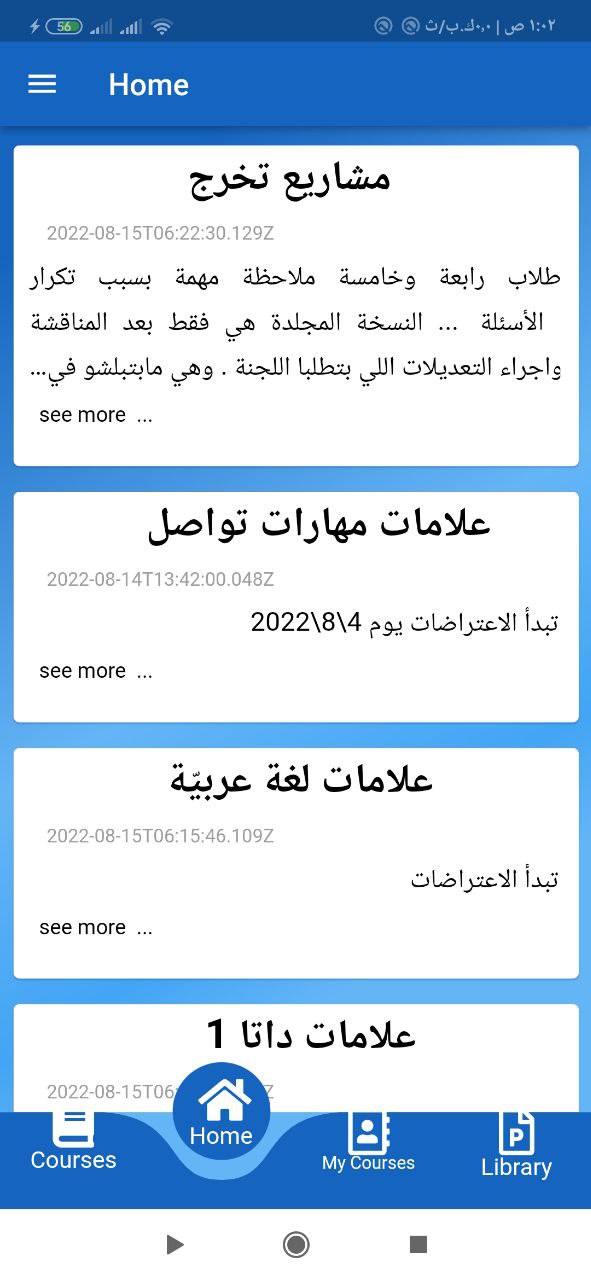 56
١:٠٢ ص | ٠,٠ك.ب/ث
Home
مشاريع تخرج
2022-08-15T06:22:30.129Z
طلاب رابعة وخامسة ملاحظة مهمة بسبب تكرار
الأسئلة ... النسخة المجلدة هي فقط بعد المناقشة
واجراء التعديلات اللي بتطلبا اللجنة . وهي مابتبلشو في...
see more ...
علامات مهارات تواصل
2022-08-14T13:42:00.048Z
تبدأ الاعتراضات يوم 4\8\2022
see more ...
علامات لغة عربيّة
2022-08-15T06:15:46.109Z
تبدأ الاعتراضات
see more ...
علامات داتا 1
2022-08-15T06
Z
Courses
Home
My Courses
P
Library